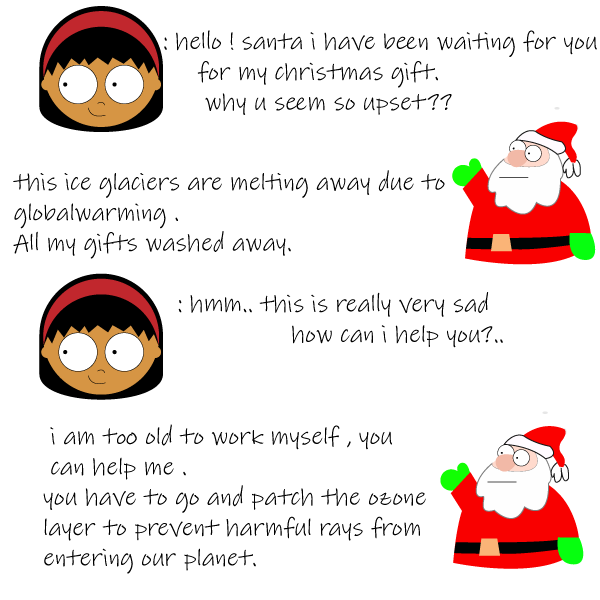 : hello ! santa i have been waiting for you
for my christmas gift.
why u seem so upset??
this ice glaciers are melting away due to
globalwarming .
All my gifts washed away.
: hmm.. this is really very sad
how can i help you?..
i am too old to work myself , you
can help me .
you have to go and patch the ozone
layer to prevent harmful rays from
entering our planet.